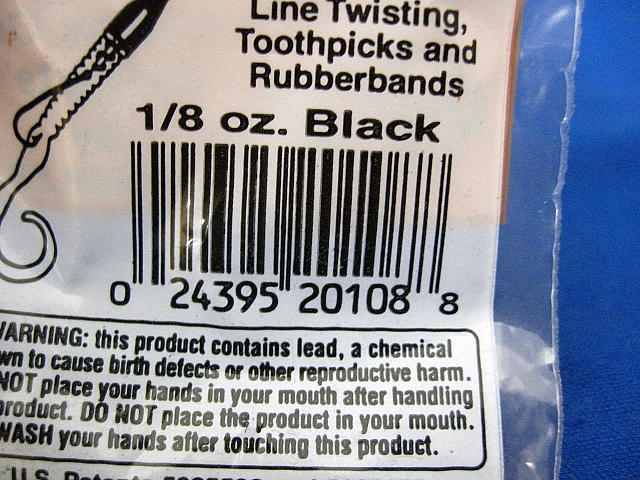 Line Twisting,
Toothpicks and
Rubberbands
1/8 oz. Black
0 24395 20108 8
WARNING: this product contains lead, a chemical
wn to cause birth defects or other reproductive harm.
NOT place your hands in your mouth after handling
product. DO NOT place the product in your mouth.
WASH your hands after touching this product.
U.S. Patents